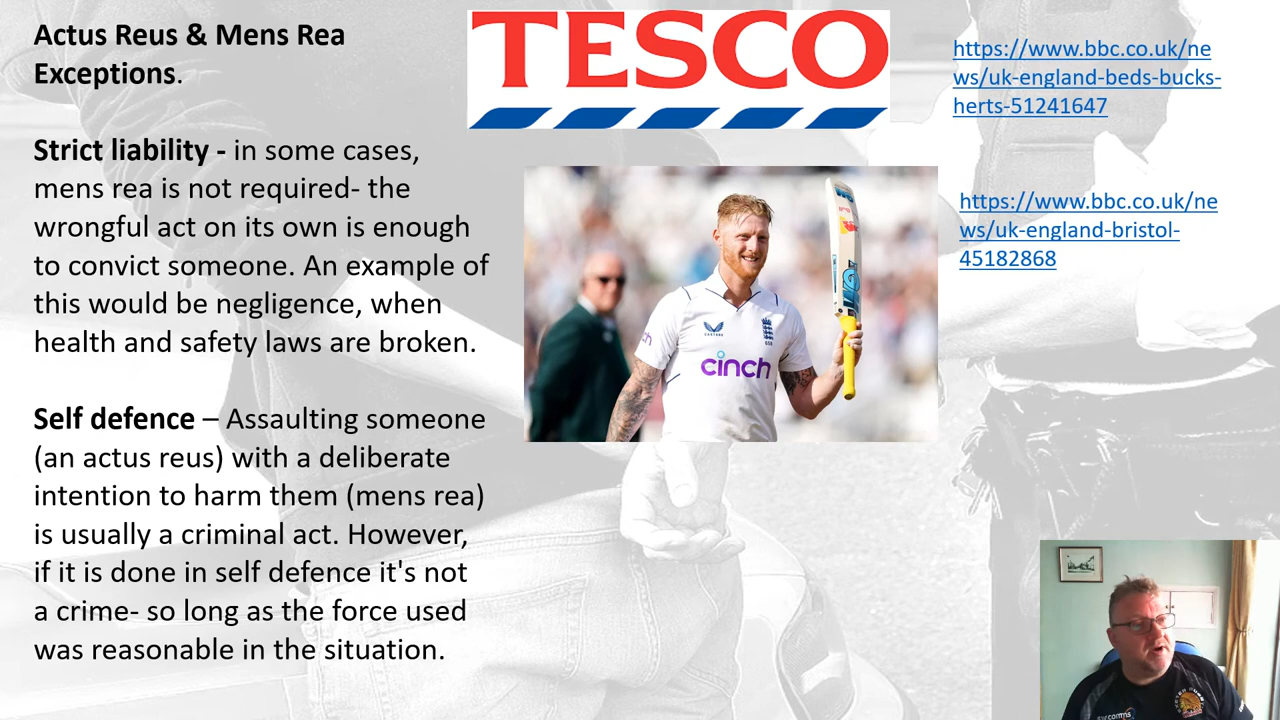 Actus Reus & Mens Rea
Exceptions.
Strict liability - in some cases,
mens rea is not required- the
wrongful act on its own is enough
to convict someone. An example of
this would be negligence, when
health and safety laws are broken.
Self defence – Assaulting someone
(an actus reus) with a deliberate
intention to harm them (mens rea)
is usually a criminal act. However,
if it is done in self defence it's not
a crime- so long as the force used
was reasonable in the situation.
TESCO
cinch
https://www.bbc.co.uk/ne
ws/uk-england-beds-bucks-
herts-51241647
https://www.bbc.co.uk/ne
ws/uk-england-bristol-
45182868